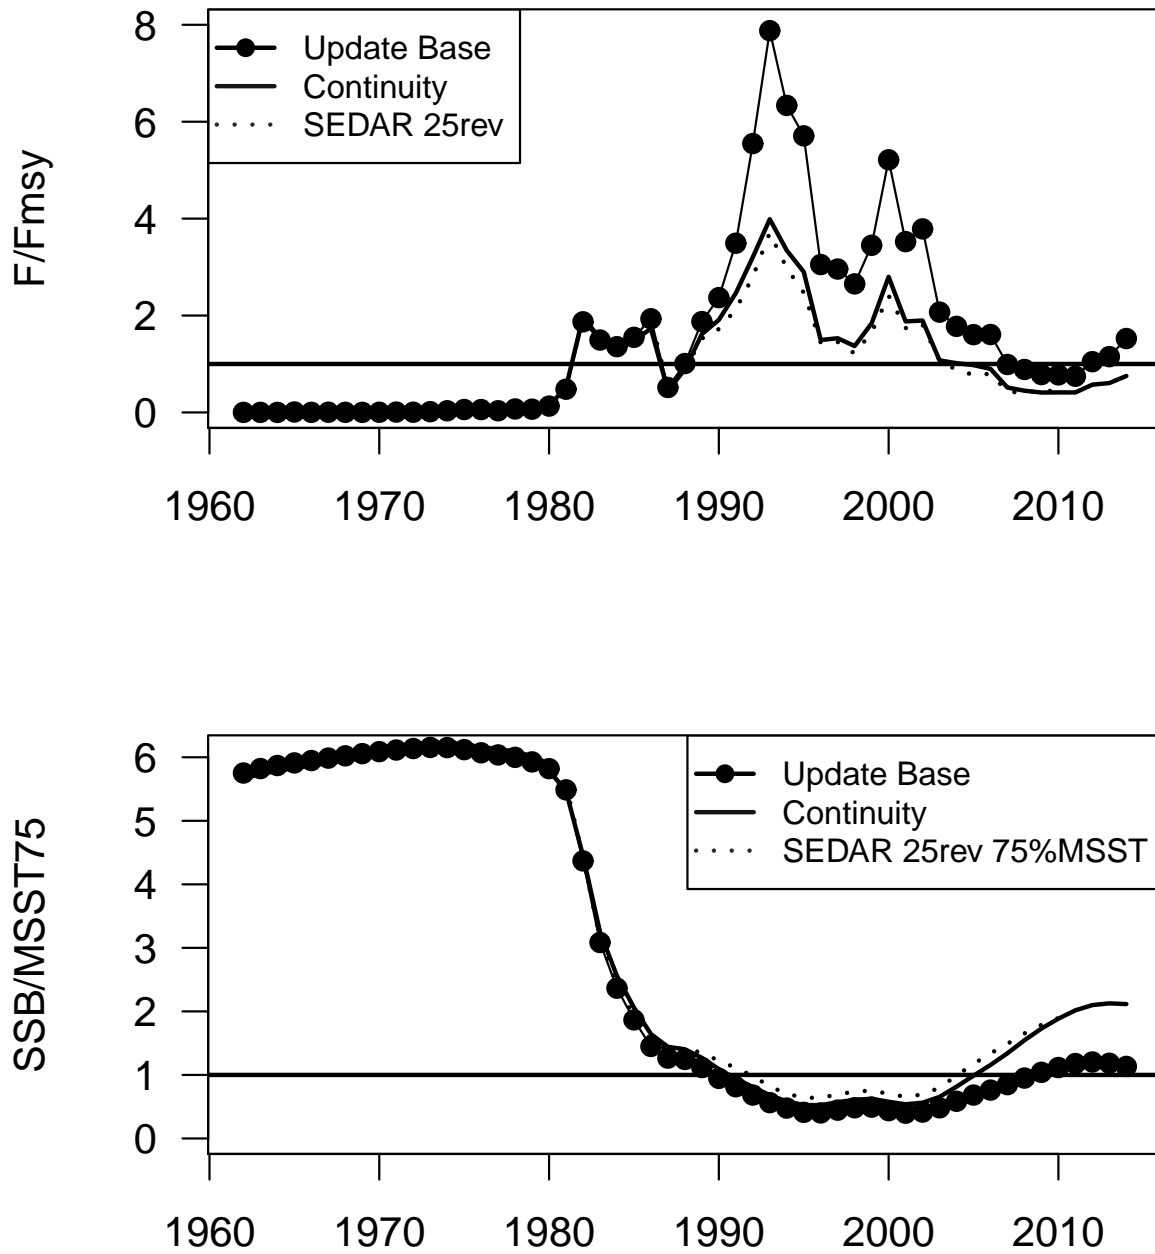 8
6
4
2
0
F/Fmsy
Update Base
Continuity
SEDAR 25rev
1960 1970 1980 1990 2000 2010
6
5
4
3
2
1
0
SSB/MSST75
Update Base
Continuity
SEDAR 25rev 75%MSST
1960 1970 1980 1990 2000 2010